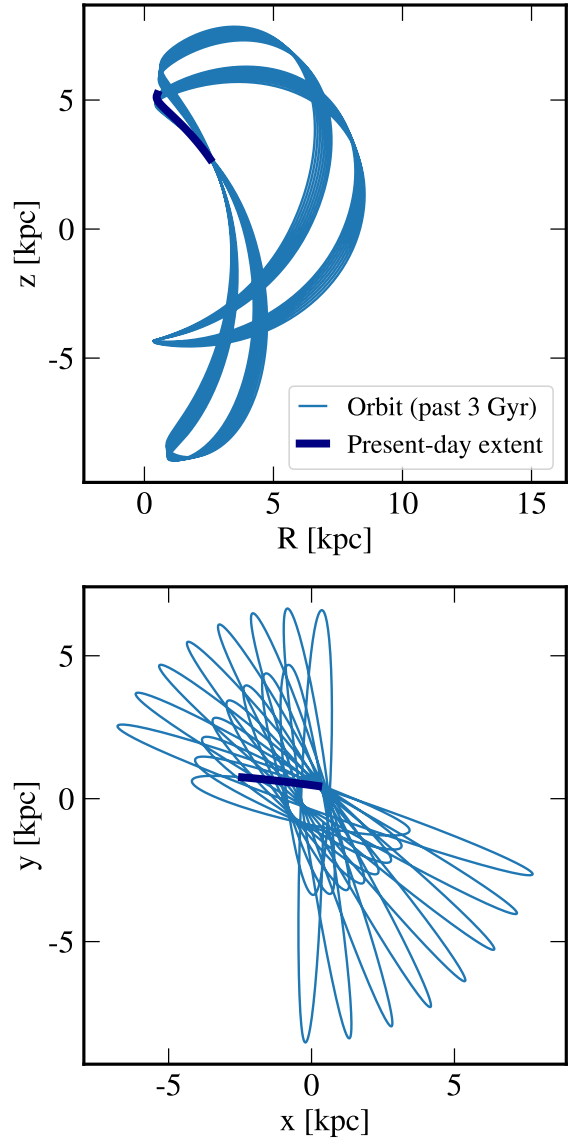 z [kpc]
5
0
-5
Orbit (past 3 Gyr)
Present-day extent
0 5 10 15
R [kpc]
y [kpc]
5
0
-5
-5 0 5
x [kpc]